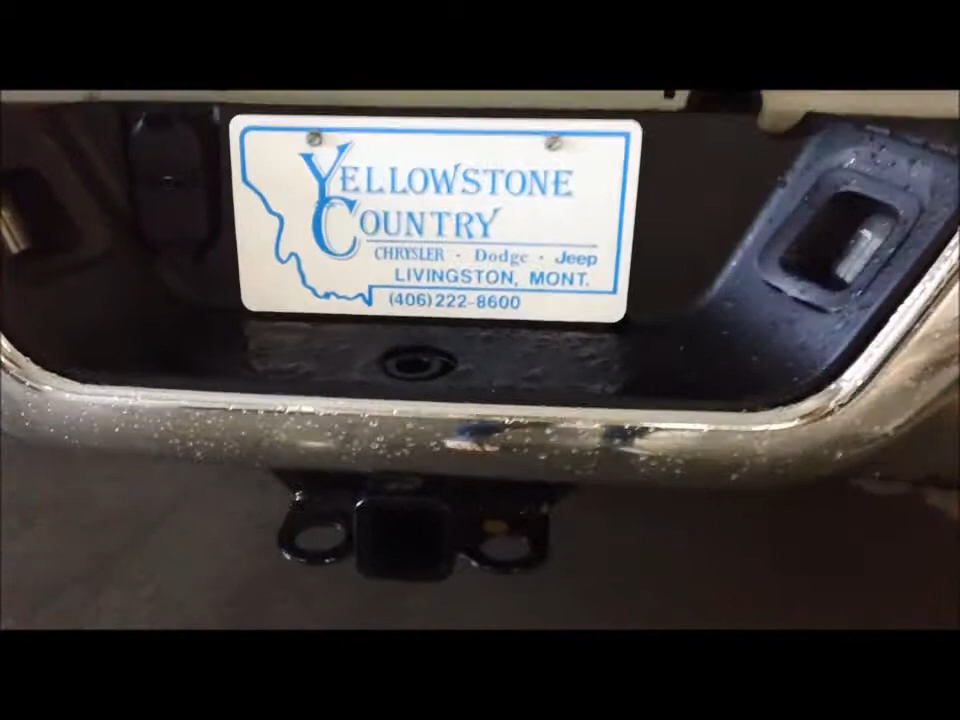 YELLOWSTONE
COUNTRY
CHRYSLER · Dodge · Jeep
LIVINGSTON, MONT.
(406) 222-8600